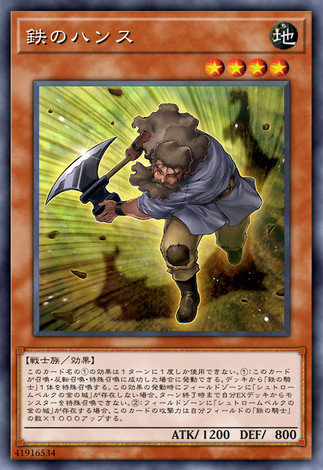 鉄のハンス
地
【戦士族／効果】
このカード名の①の効果は１ターンに１度しか使用できない。①：このカード
が召喚・反転召喚・特殊召喚に成功した場合に発動できる。デッキから「鉄の騎
士」１体を特殊召喚する。この効果の発動時にフィールドゾーンに「シュトロ
ームベルクの金の城」が存在しない場合、ターン終了時まで自分はEXデッキからモ
ンスターを特殊召喚できない。②：フィールドゾーンに「シュトロームベルクの
金の城」が存在する場合、このカードの攻撃力は自分フィールドの「鉄の騎士」
の数×１０００アップする。
ATK/1200 DEF/ 800
41916534